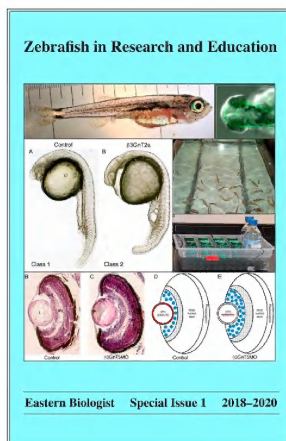 Zebrafish in Research and Education
Control
β3GnT2a
A
B
Class 1
Class 2
B
C
D
E
Control
Control
Eastern Biologist Special Issue 1 2018–2020